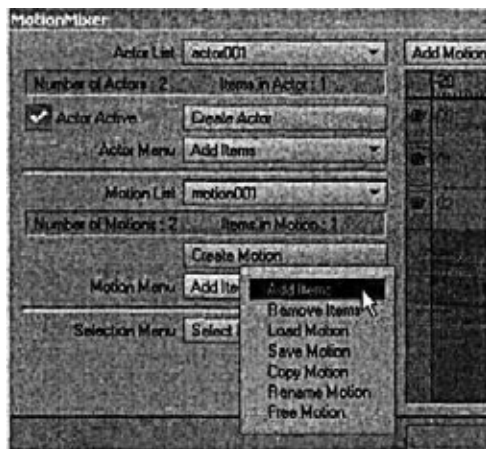 MotionMixer
Actor List actor001 Add Motion
Number of Actors : 2 Items in Actor : 1 -20
Actor Active Create Actor
Actor Menu Add Items
Motion List motion001
Number of Motions : 2 Items in Motion : 1
Create Motion
Motion Menu Add Ite
Add Items
Remove Items
Load Motion
Selection Menu Select
Save Motion
Copy Motion
Rename Motion
Free Motion